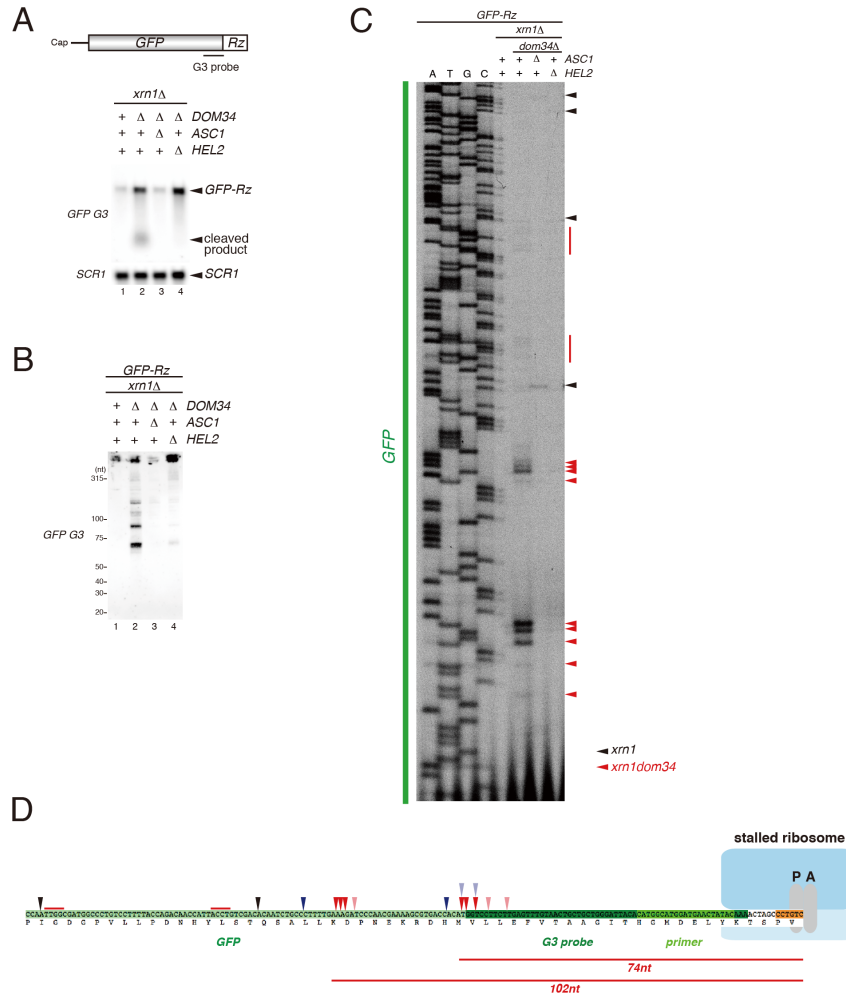 A
Cap
GFP
Rz
G3 probe
xrn1Δ
+ Δ Δ Δ DOM34
+ + Δ + ASC1
+ + + Δ HEL2
GFP-Rz
GFP G3
cleaved
product
SCR1
SCR1
1 2 3 4
B
GFP-Rz
xrn1Δ
+ Δ Δ Δ DOM34
+ + Δ + ASC1
+ + + Δ HEL2
(nt)
315
100
GFP G3
75
50
40
30
20
1 2 3 4
C
GFP-Rz
xrn1Δ
dom34Δ
+ + Δ + ASC1
A T G C + + + Δ HEL2
GFP
xrn1
xrn1dom34
D
stalled ribosome
P A
CCAATTGGCGATGGCCCTGTCCTTTTACCAGACAACCATTACCTGTCGACACAATCTGCCCTTTTGAAAGATCCCAACGAAAAGCGTGACCACATGGTCCTTCTTGAGTTTGTAACTGCTGCTGGGATTACACATGGCATGGATGAACTATACAAAACTAGCCCTGTC
P I G D G P V L L P D N H Y L S T Q S A L L K D P N E K R D H M V L L E F V T A A G I T H G M D E L Y K T S P V
GFP
G3 probe
primer
74nt
102nt